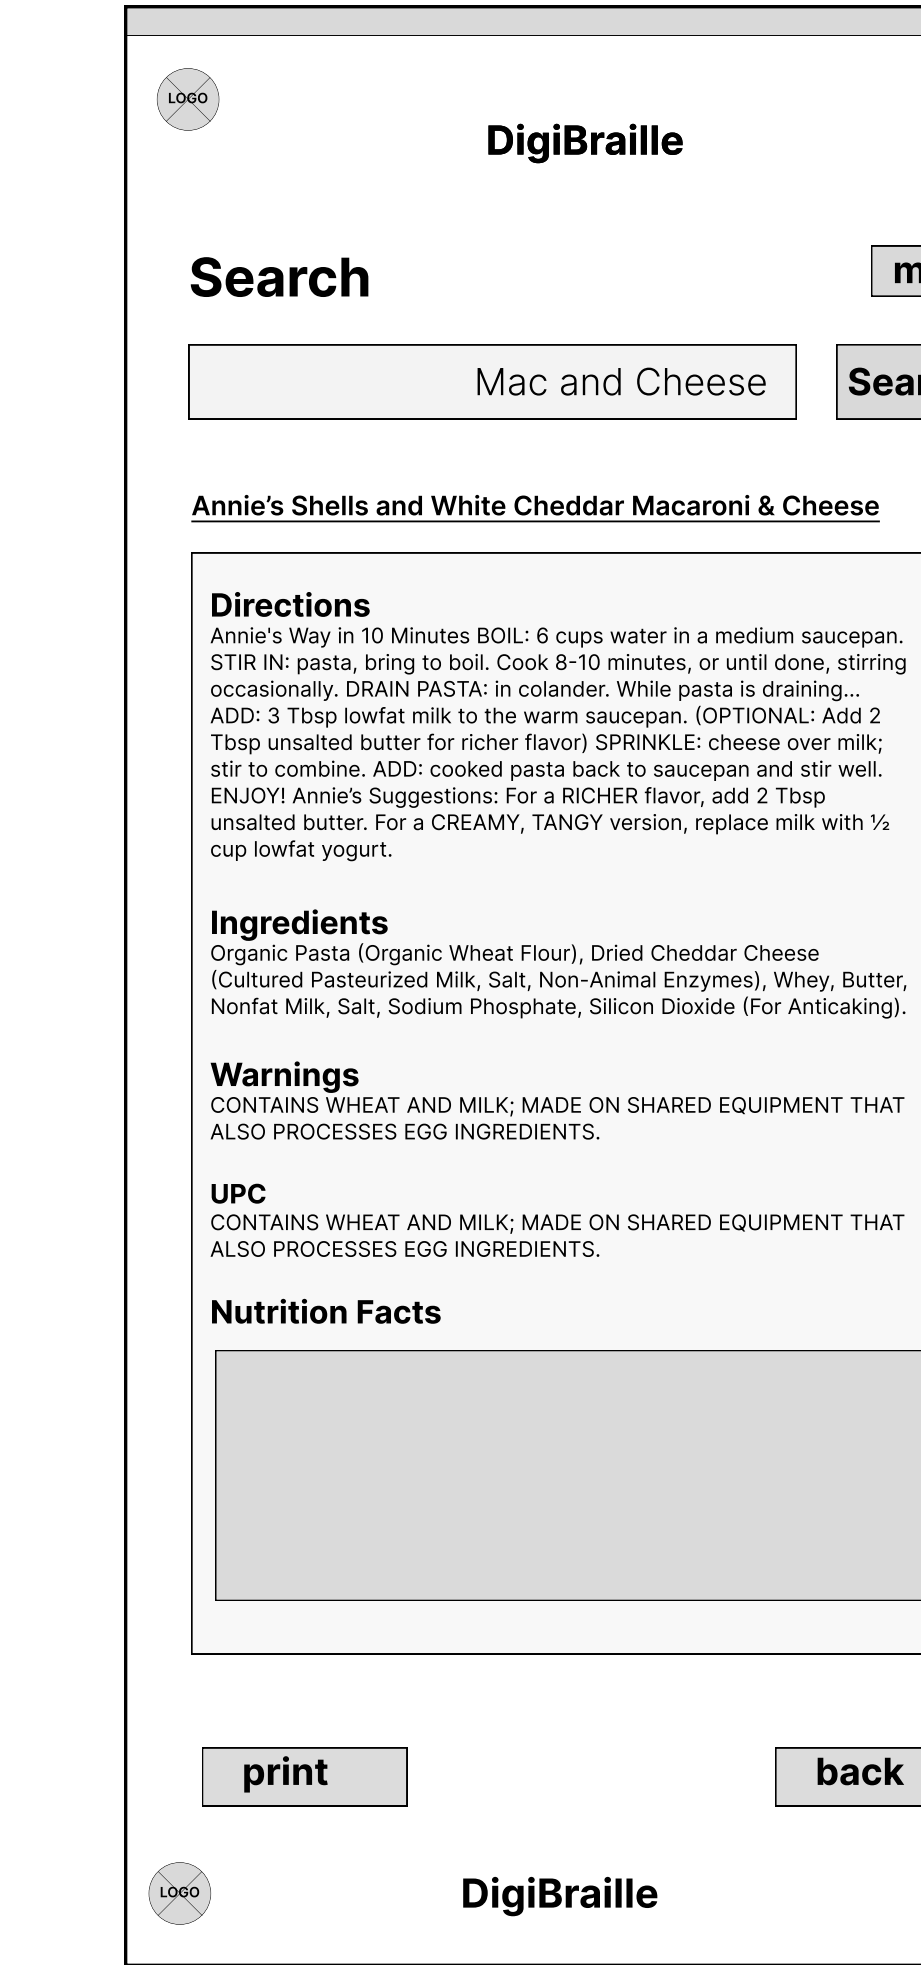 LOGO
DigiBraille
Search
Mac and Cheese
Annie’s Shells and White Cheddar Macaroni & Cheese
Directions
Annie's Way in 10 Minutes BOIL: 6 cups water in a medium saucepan.
STIR IN: pasta, bring to boil. Cook 8-10 minutes, or until done, stirring
occasionally. DRAIN PASTA: in colander. While pasta is draining...
ADD: 3 Tbsp lowfat milk to the warm saucepan. (OPTIONAL: Add 2
Tbsp unsalted butter for richer flavor) SPRINKLE: cheese over milk;
stir to combine. ADD: cooked pasta back to saucepan and stir well.
ENJOY! Annie’s Suggestions: For a RICHER flavor, add 2 Tbsp
unsalted butter. For a CREAMY, TANGY version, replace milk with ½
cup lowfat yogurt.
Ingredients
Organic Pasta (Organic Wheat Flour), Dried Cheddar Cheese
(Cultured Pasteurized Milk, Salt, Non-Animal Enzymes), Whey, Butter,
Nonfat Milk, Salt, Sodium Phosphate, Silicon Dioxide (For Anticaking).
Warnings
CONTAINS WHEAT AND MILK; MADE ON SHARED EQUIPMENT THAT
ALSO PROCESSES EGG INGREDIENTS.
UPC
CONTAINS WHEAT AND MILK; MADE ON SHARED EQUIPMENT THAT
ALSO PROCESSES EGG INGREDIENTS.
Nutrition Facts
print
back
LOGO
DigiBraille